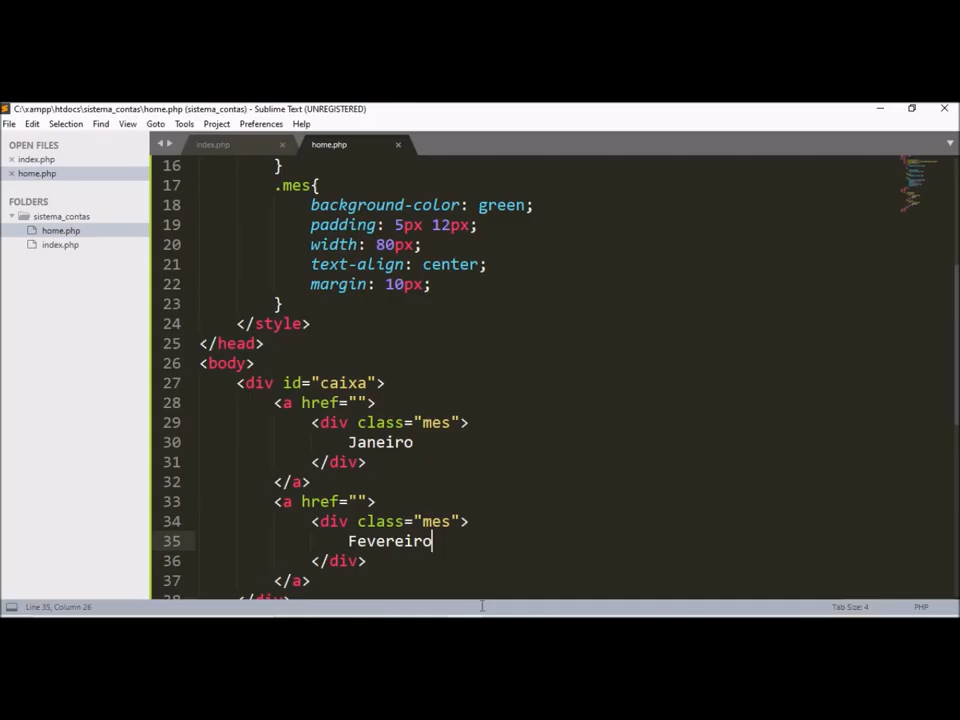 C:\xampp\htdocs\sistema_contas\home.php (sistema_contas) - Sublime Text (UNREGISTERED)
File Edit Selection Find View Goto Tools Project Preferences Help
OPEN FILES
index.php
home.php
FOLDERS
sistema_contas
home.php
index.php
index.php home.php
16 }
17 .mes{
18 background-color: green;
19 padding: 5px 12px;
20 width: 80px;
21 text-align: center;
22 margin: 10px;
23 }
24 </style>
25 </head>
26 <body>
27 <div id="caixa">
28 <a href="">
29 <div class="mes">
30 Janeiro
31 </div>
32 </a>
33 <a href="">
34 <div class="mes">
35 Fevereiro
36 </div>
37 </a>
38 </div>
Line 35, Column 26 Tab Size: 4 PHP